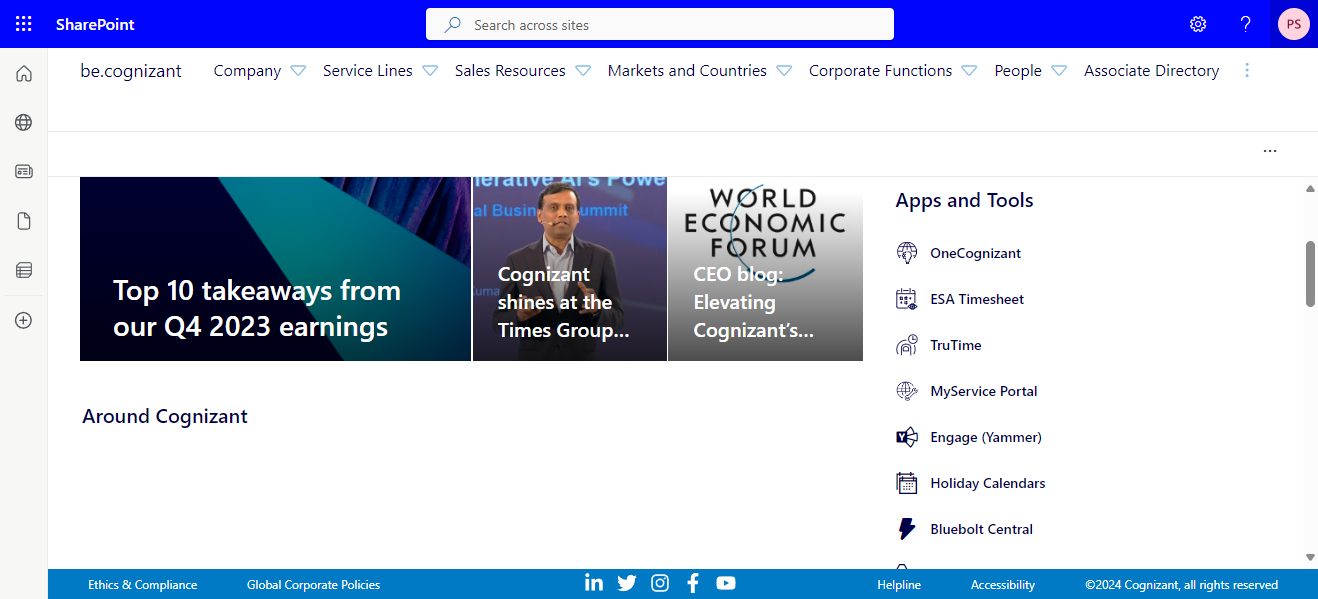 SharePoint
Search across sites
?
PS
be.cognizant
Company
Service Lines
Sales Resources
Markets and Countries
Corporate Functions
People
Associate Directory
...
Top 10 takeaways from
our Q4 2023 earnings
nerative AI's Powe
al Busin
ummit
Cognizant
shines at the
Times Group...
WORLD
ECONOMIC
FORUM
CEO blog:
Elevating
Cognizant’s...
Apps and Tools
OneCognizant
ESA Timesheet
TruTime
MyService Portal
Engage (Yammer)
Holiday Calendars
Bluebolt Central
Around Cognizant
Ethics & Compliance
Global Corporate Policies
Helpline
Accessibility
©2024 Cognizant, all rights reserved